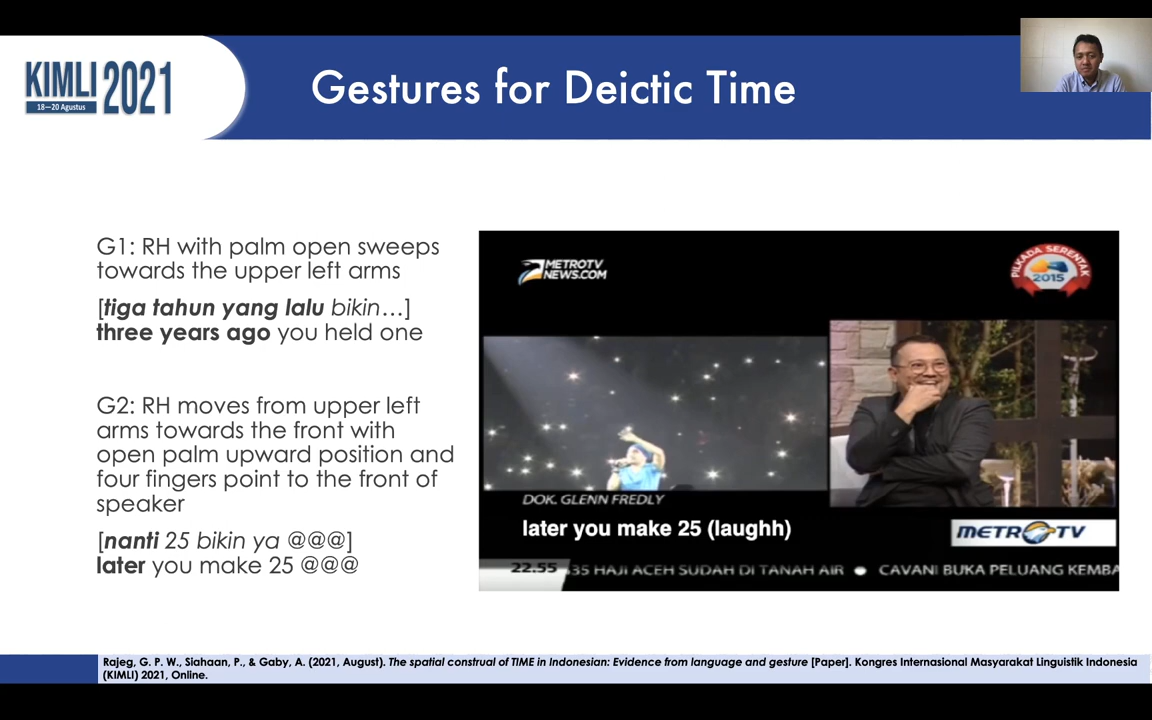 KIMLI 2021
18—20 Agustus
Gestures for Deictic Time
G1: RH with palm open sweeps
towards the upper left arms
[tiga tahun yang lalu bikin…]
three years ago you held one
G2: RH moves from upper left
arms towards the front with
open palm upward position and
four fingers point to the front of
speaker
[nanti 25 bikin ya @@@]
later you make 25 @@@
METROTV
NEWS.COM
PILKADA SERENTAK
2015
DOK. GLENN FREDLY
later you make 25 (laughh)
METRO TV
22.55 35 HAJI ACEH SUDAH DI TANAH AIR ● CAVANI BUKA PELUANG KEMBA
Rajeg, G. P. W., Siahaan, P., & Gaby, A. (2021, August). The spatial construal of TIME in Indonesian: Evidence from language and gesture [Paper]. Kongres Internasional Masyarakat Linguistik Indonesia
(KIMLI) 2021, Online.